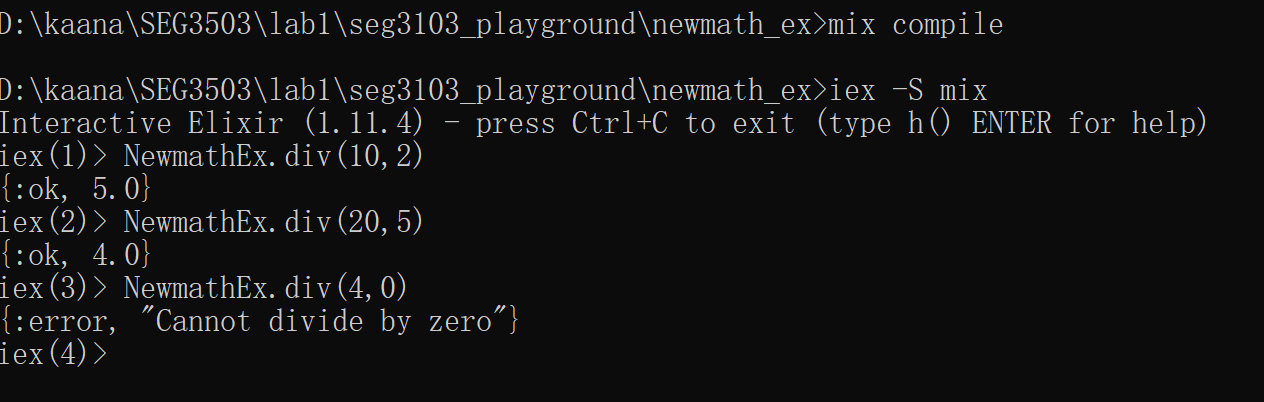 D:\kaana\SEG3503\lab1\seg3103_playground\newmath_ex>mix compile
D:\kaana\SEG3503\lab1\seg3103_playground\newmath_ex>iex -S mix
Interactive Elixir (1.11.4) - press Ctrl+C to exit (type h() ENTER for help)
iex(1)> NewmathEx.div(10,2)
{:ok, 5.0}
iex(2)> NewmathEx.div(20,5)
{:ok, 4.0}
iex(3)> NewmathEx.div(4,0)
{:error, "Cannot divide by zero"}
iex(4)>